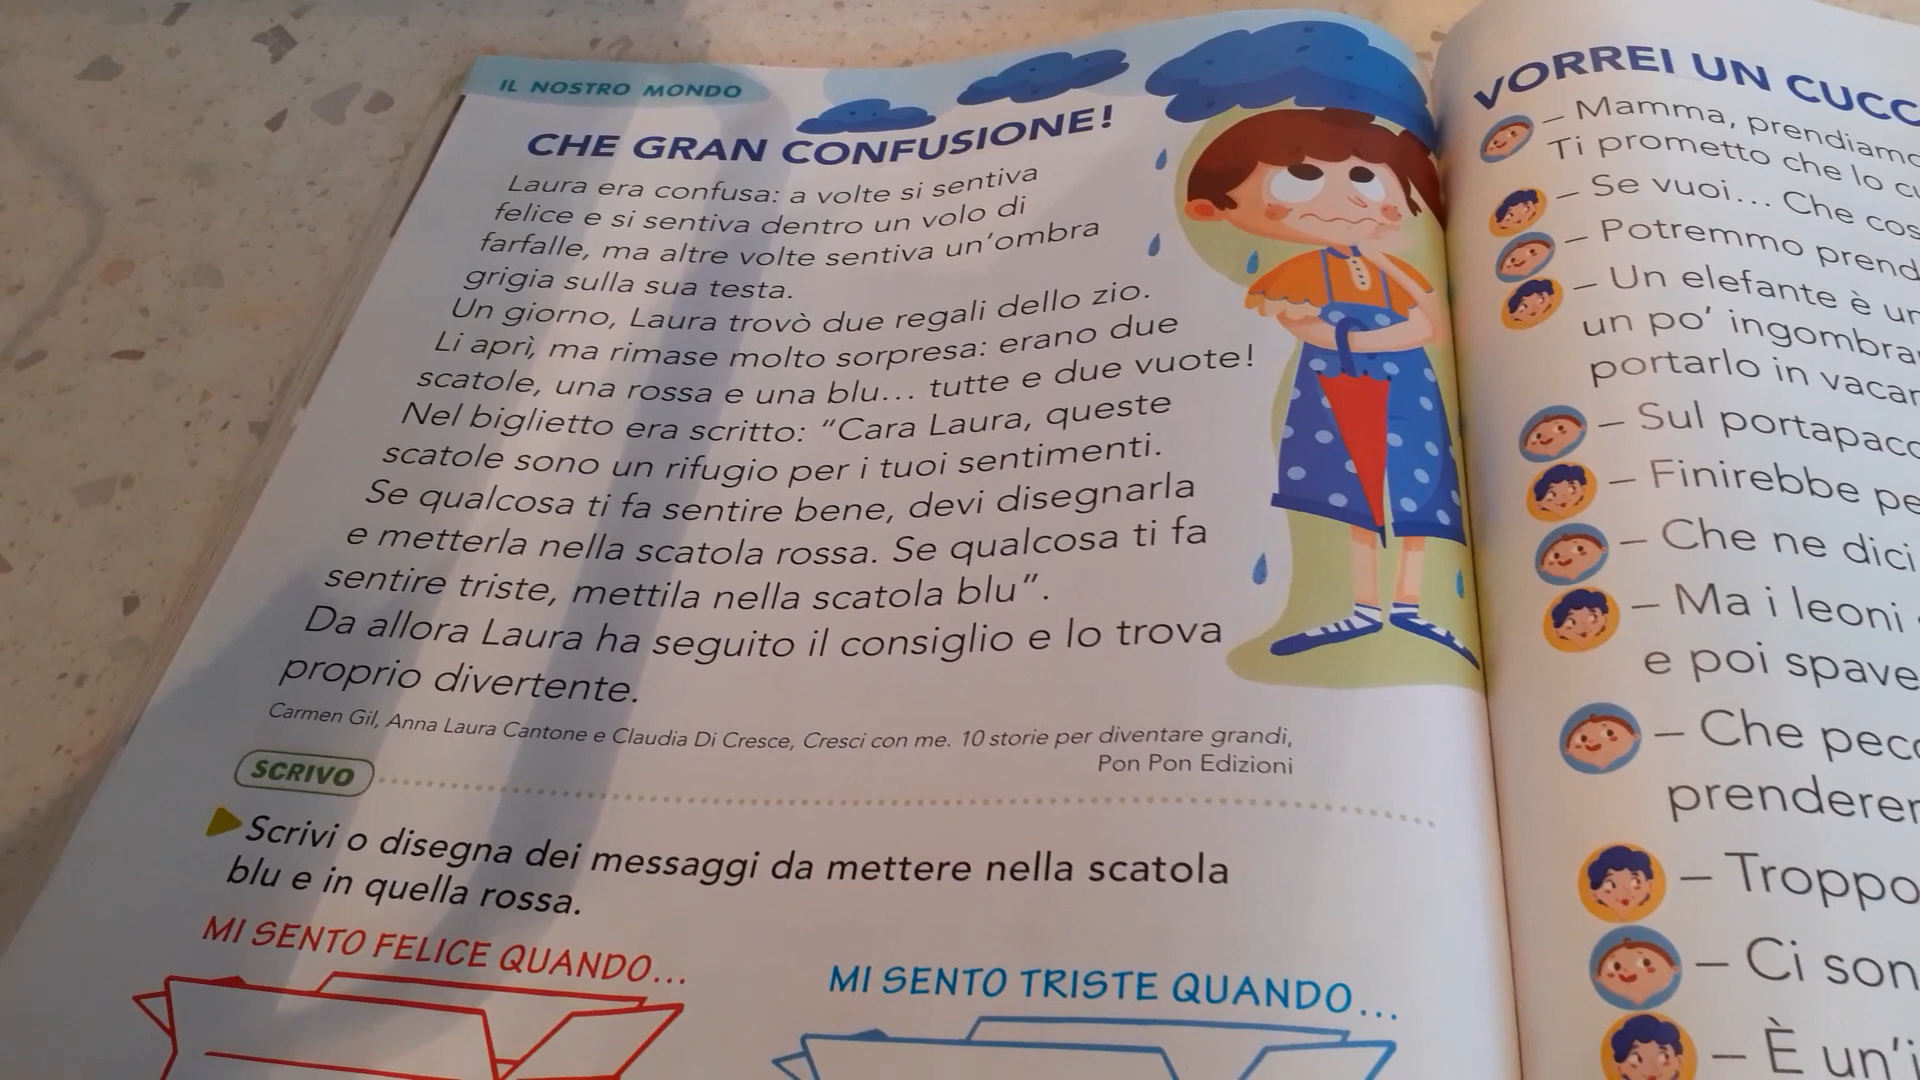 IL NOSTRO MONDO
CHE GRAN CONFUSIONE!
Laura era confusa: a volte si sentiva
felice e si sentiva dentro un volo di
farfalle, ma altre volte sentiva un'ombra
grigia sulla sua testa.
Un giorno, Laura trovò due regali dello zio.
Li aprì, ma rimase molto sorpresa: erano due
scatole, una rossa e una blu... tutte e due vuote!
Nel biglietto era scritto: "Cara Laura, queste
scatole sono un rifugio per i tuoi sentimenti.
Se qualcosa ti fa sentire bene, devi disegnarla
e metterla nella scatola rossa. Se qualcosa ti fa
sentire triste, mettila nella scatola blu".
Da allora Laura ha seguito il consiglio e lo trova
proprio divertente.
Carmen Gil, Anna Laura Cantone e Claudia Di Cresce, Cresci con me. 10 storie per diventare grandi,
Pon Pon Edizioni
SCRIVO
Scrivi o disegna dei messaggi da mettere nella scatola
blu e in quella rossa.
MI SENTO FELICE QUANDO...
MI SENTO TRISTE QUANDO...
VORREI UN
– Mamma,
Ti prometto che lo
– Se vuoi... Che
– Potremmo
– Un elefante è
un po'
portarlo in
– Sul
– Finirebbe
– Che ne dici
– Ma i leoni
e poi
– Che
– Troppo
– Ci
– È